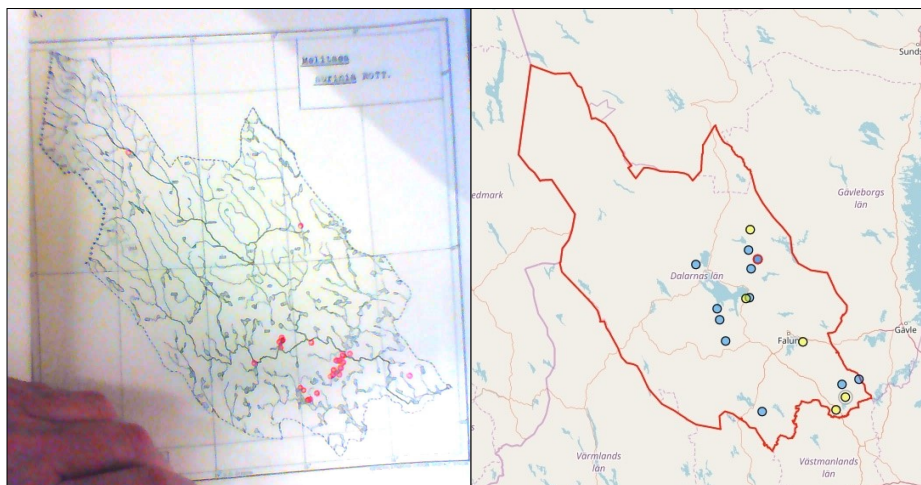 Melitaea
aurinia ROTT.
Sunds
Gävleborgs
län
edmark
Dalarnas län
Gävle
Falun
Värmlands
län
Västmanlands
län